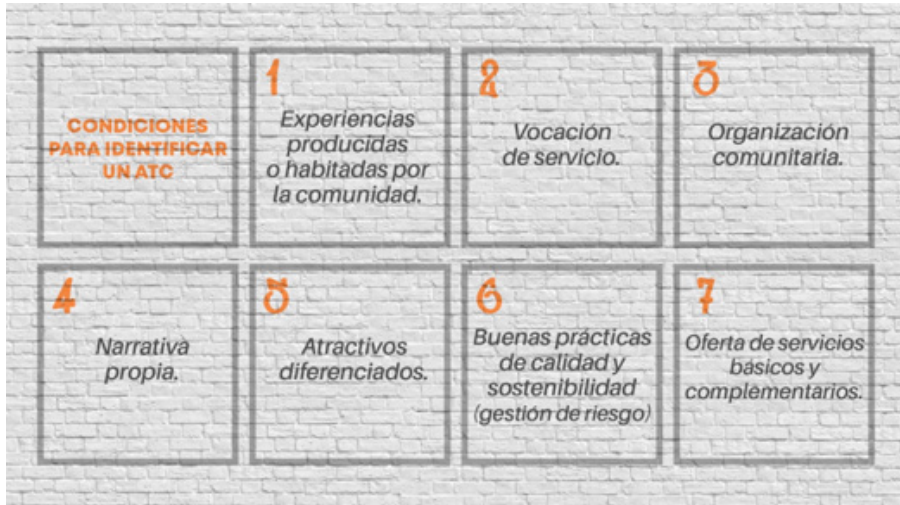 CONDICIONES
PARA IDENTIFICAR
UN ATC
1
Experiencias
producidas
o habitadas por
la comunidad.
2
Vocación
de servicio.
3
Organización
comunitaria.
4
Narrativa
propia.
5
Atractivos
diferenciados.
6
Buenas prácticas
de calidad y
sostenibilidad
(gestión de riesgo)
7
Oferta de servicios
básicos y
complementarios.